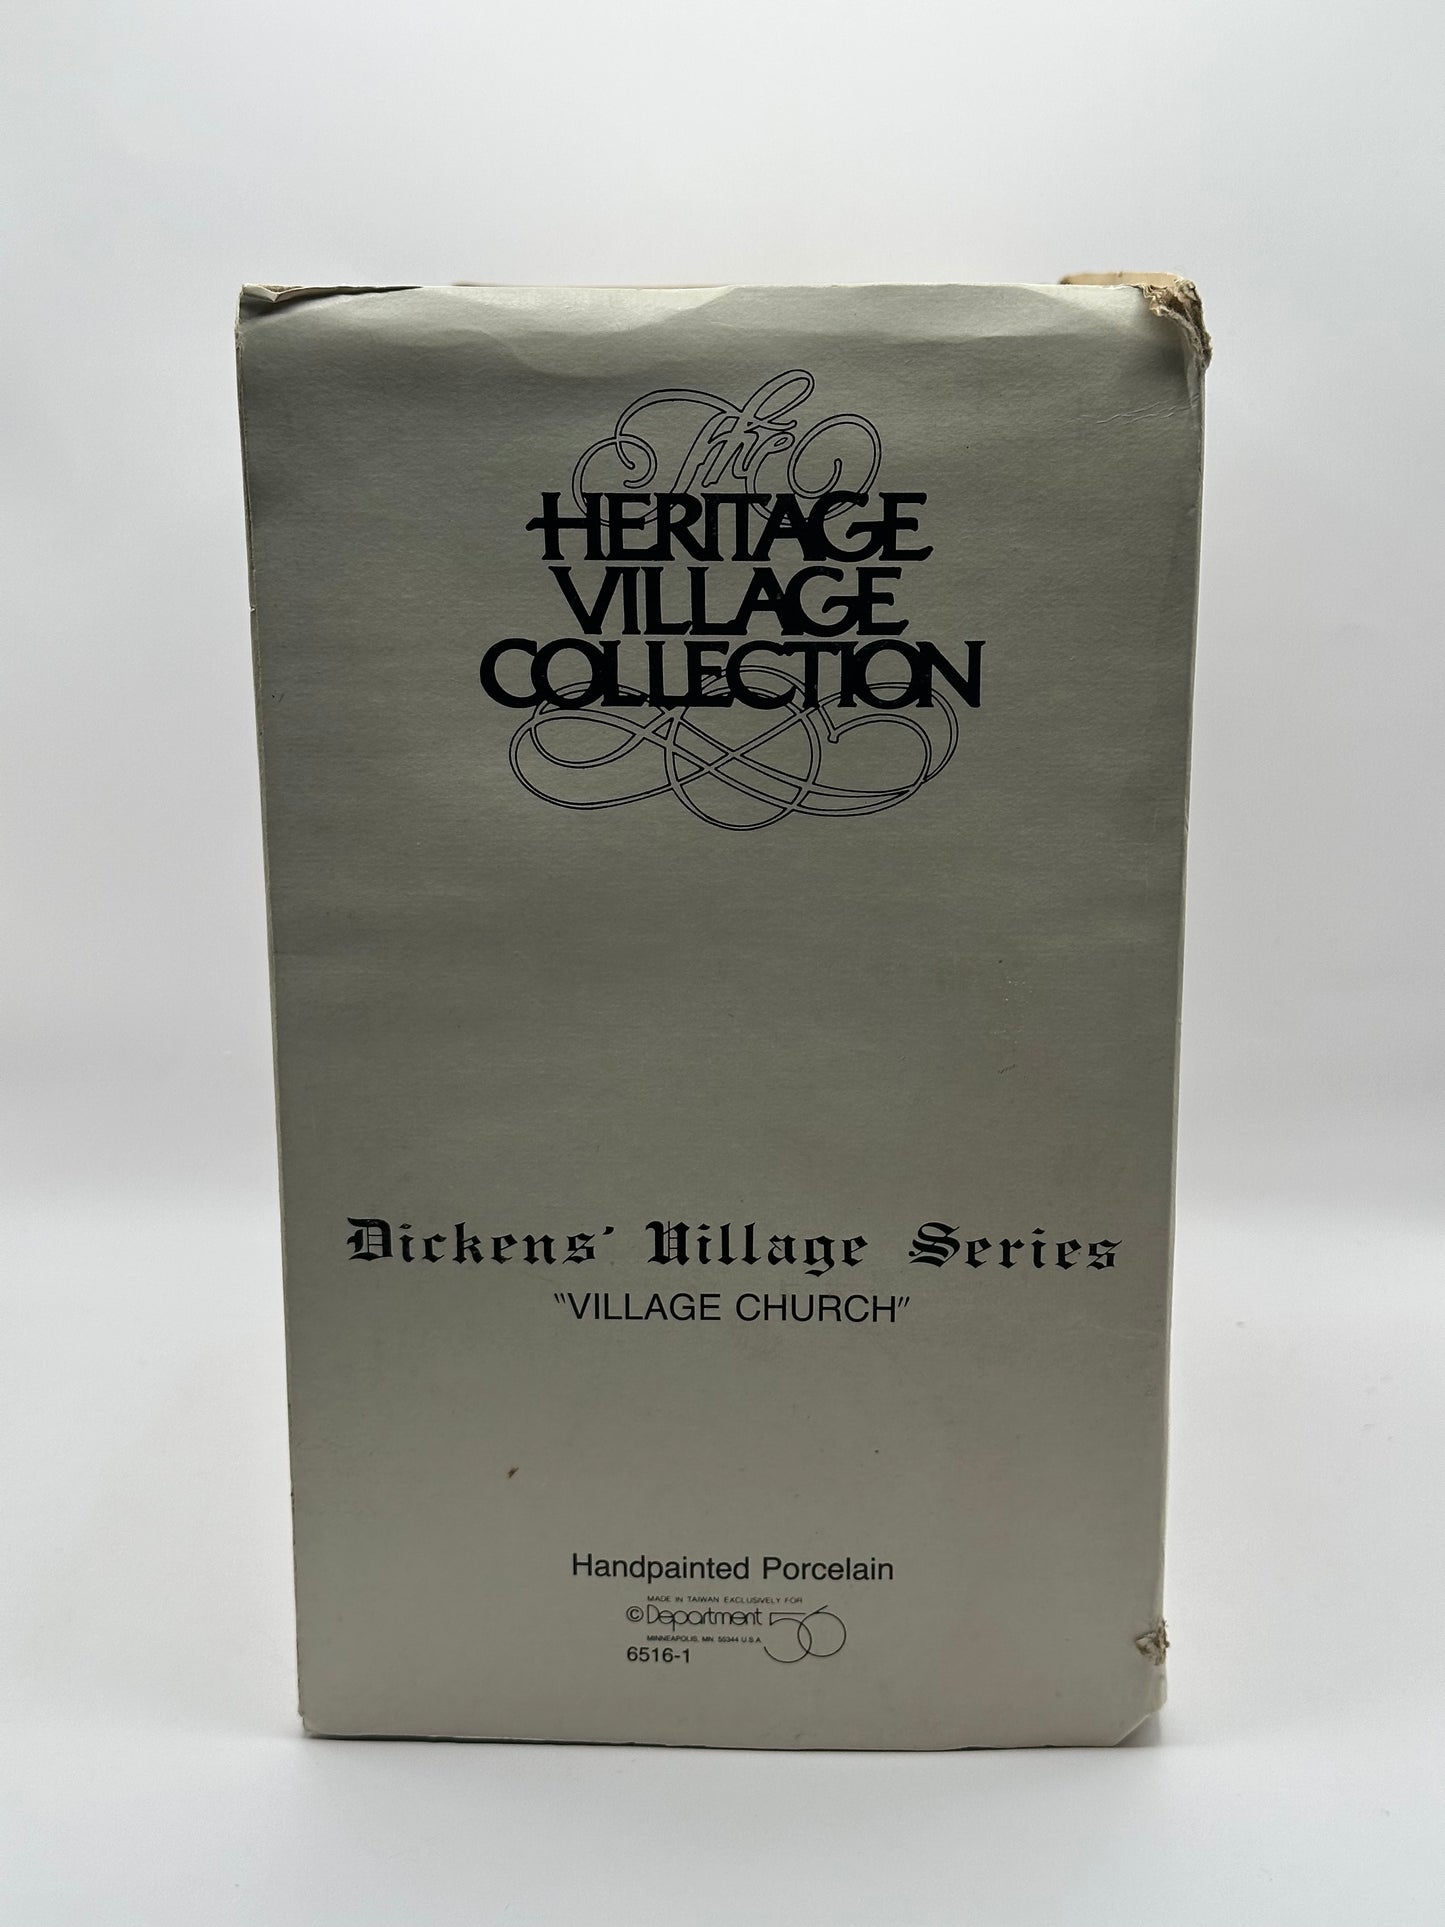 The
HERITAGE
VILLAGE
COLLECTION
Dickens' Village Series
"VILLAGE CHURCH"
Handpainted Porcelain
MADE IN TAIWAN EXCLUSIVELY FOR
© Department 56
MINNEAPOLIS, MN 55344 U.S.A.
6516-1